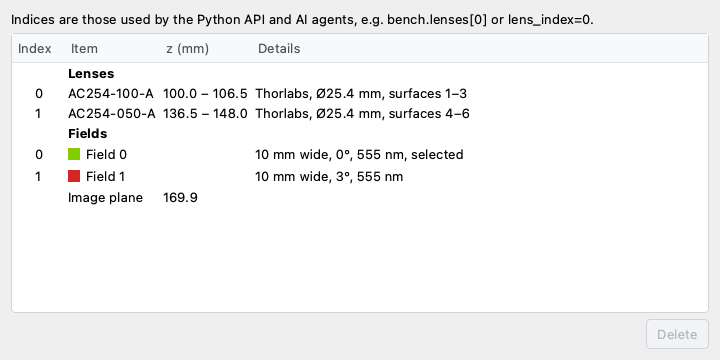 Indices are those used by the Python API and AI agents, e.g. bench.lenses[0] or lens_index=0.
Index Item z (mm) Details
Lenses
0 AC254-100-A 100.0 – 106.5 Thorlabs, Ø25.4 mm, surfaces 1–3
1 AC254-050-A 136.5 – 148.0 Thorlabs, Ø25.4 mm, surfaces 4–6
Fields
0 Field 0 10 mm wide, 0°, 555 nm, selected
1 Field 1 10 mm wide, 3°, 555 nm
Image plane 169.9
Delete